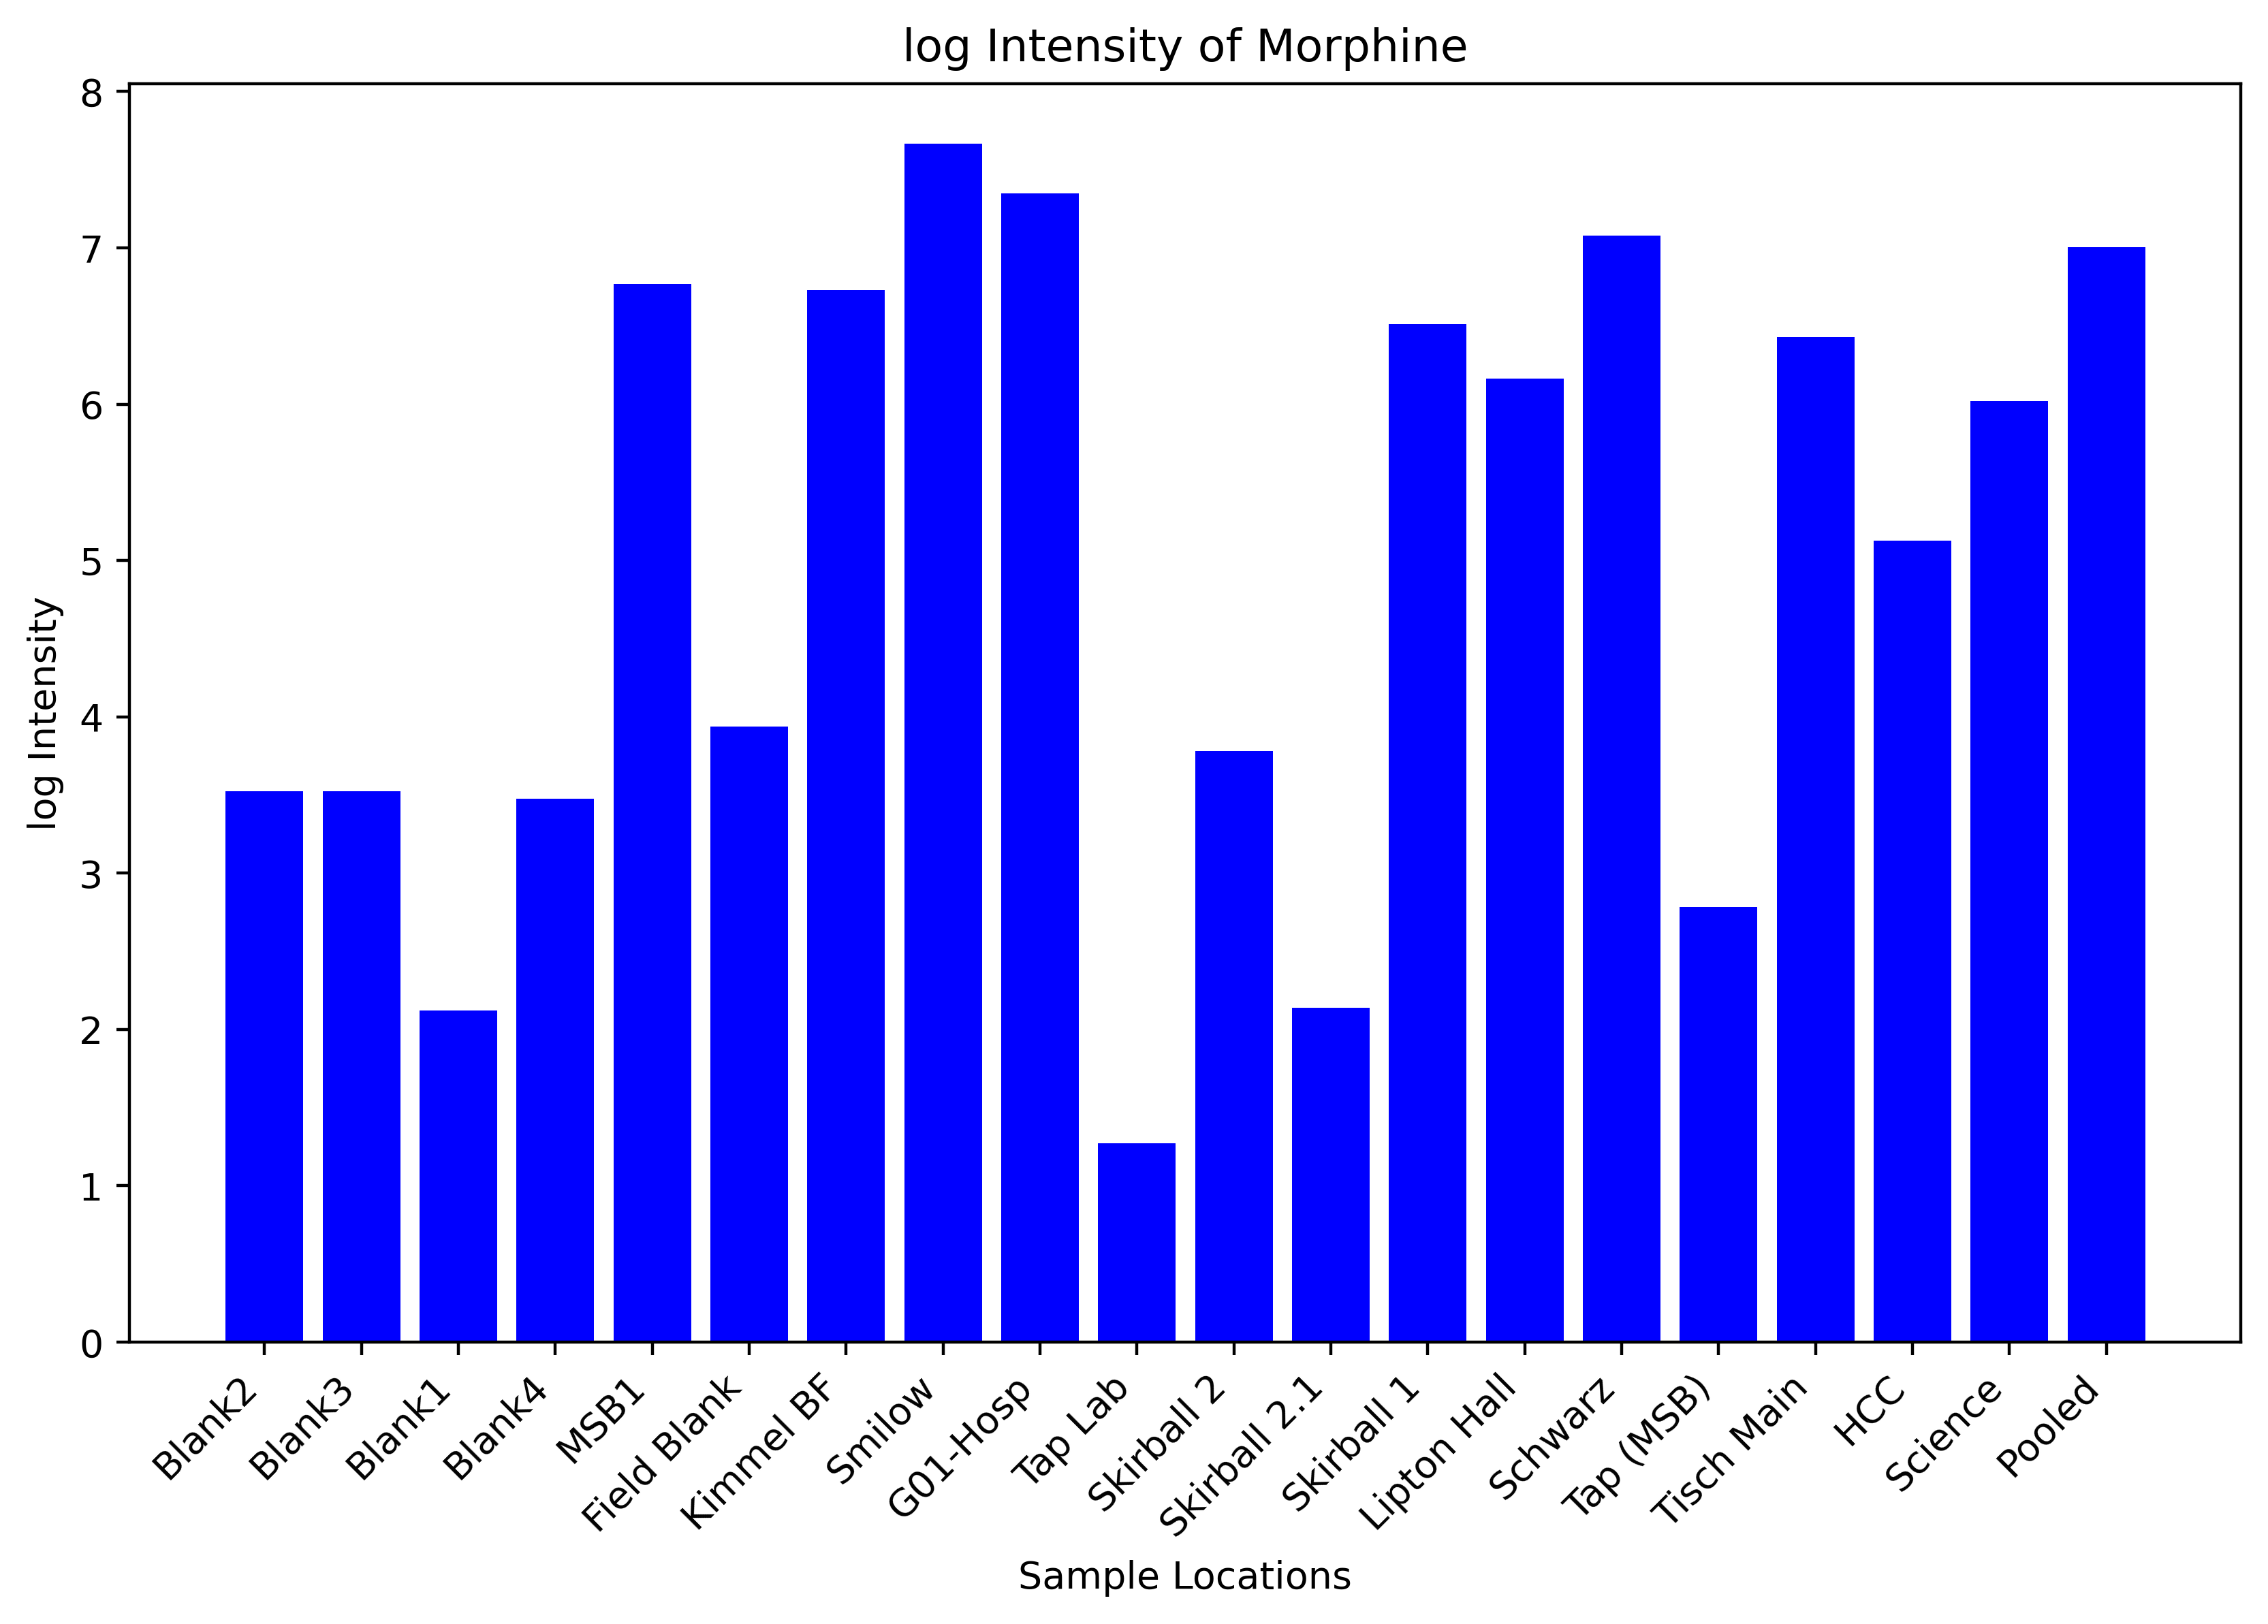 log Intensity of Morphine
8
7
6
5
4
3
2
1
0
log Intensity
Blank2
Blank3
Blank1
Blank4
MSB1
Field Blank
Kimmel BF
Smilow
G01-Hosp
Tap Lab
Skirball 2
Skirball 2.1
Skirball 1
Lipton Hall
Schwarz
Tap (MSB)
Tisch Main
HCC
Science
Pooled
Sample Locations